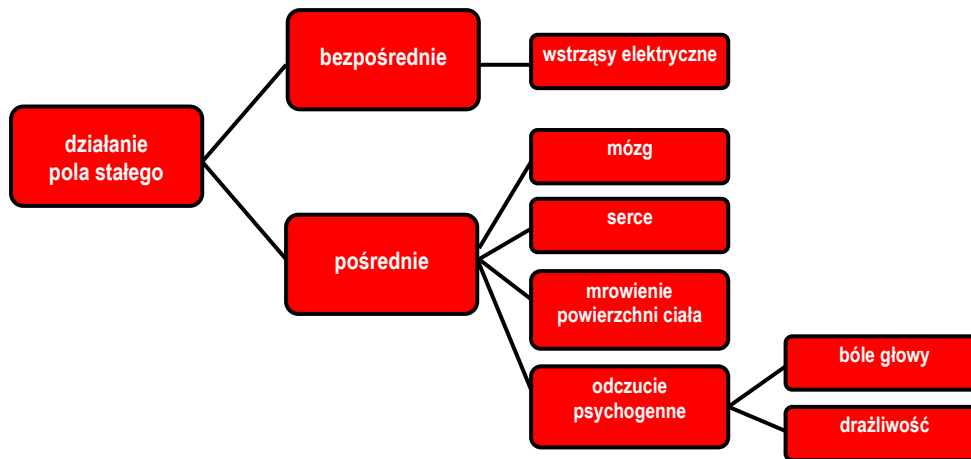 działanie
pola stałego
bezpośrednie
wstrząsy elektryczne
pośrednie
mózg
serce
mrowienie
powierzchni ciała
odczucie
psychogenne
bóle głowy
drażliwość